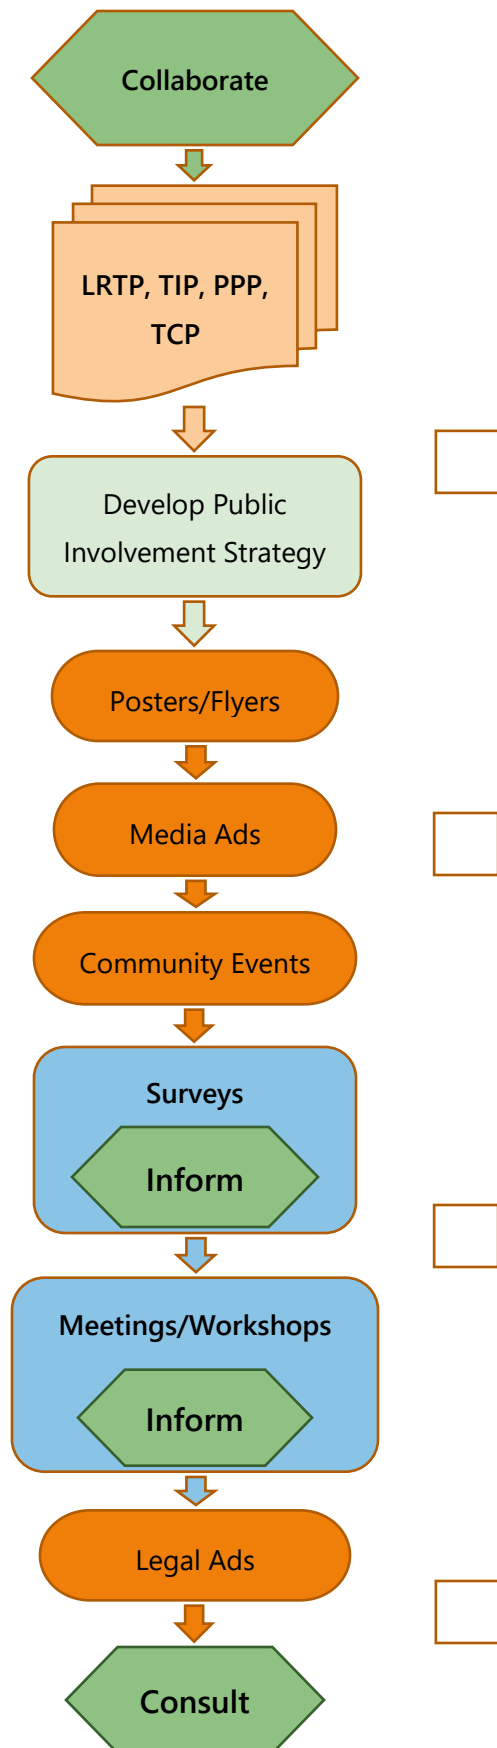 Collaborate
LRTP, TIP, PPP,
TCP
Develop Public
Involvement Strategy
Posters/Flyers
Media Ads
Community Events
Surveys
Inform
Meetings/Workshops
Inform
Legal Ads
Consult